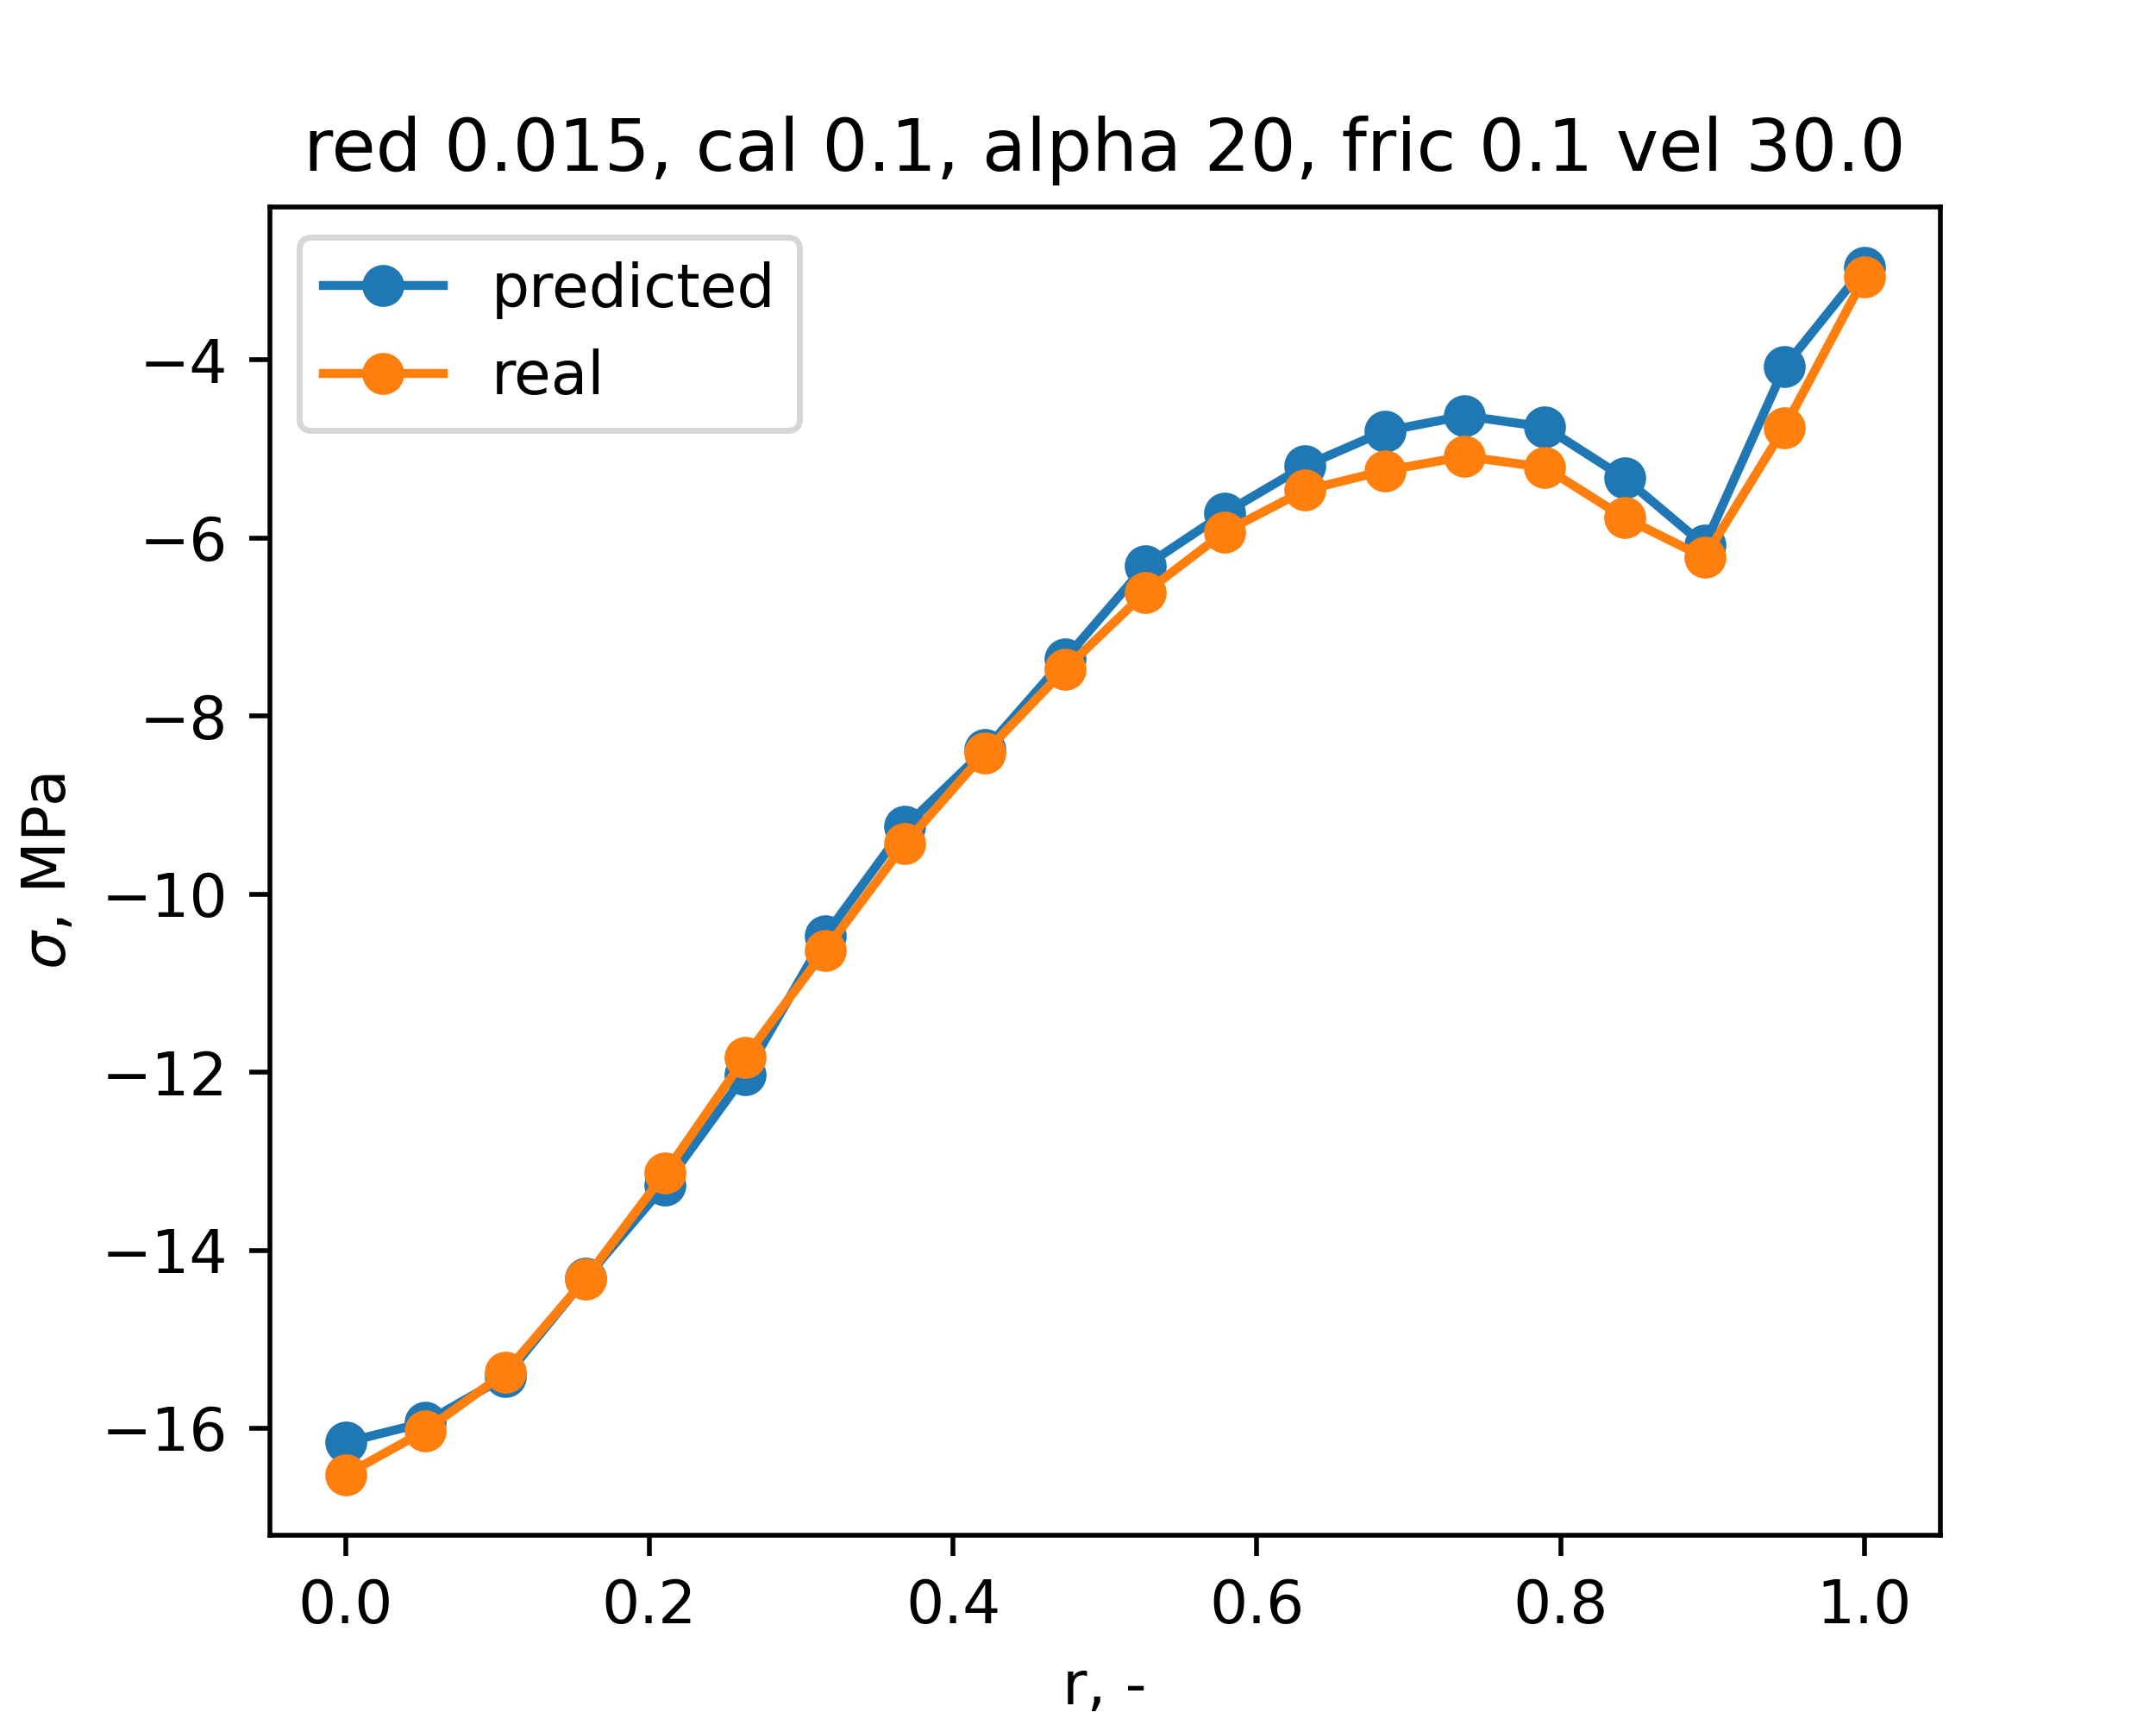 red 0.015, cal 0.1, alpha 20, fric 0.1 vel 30.0
predicted
real
−4
−6
−8
−10
−12
−14
−16
σ, MPa
0.0 0.2 0.4 0.6 0.8 1.0
r, -